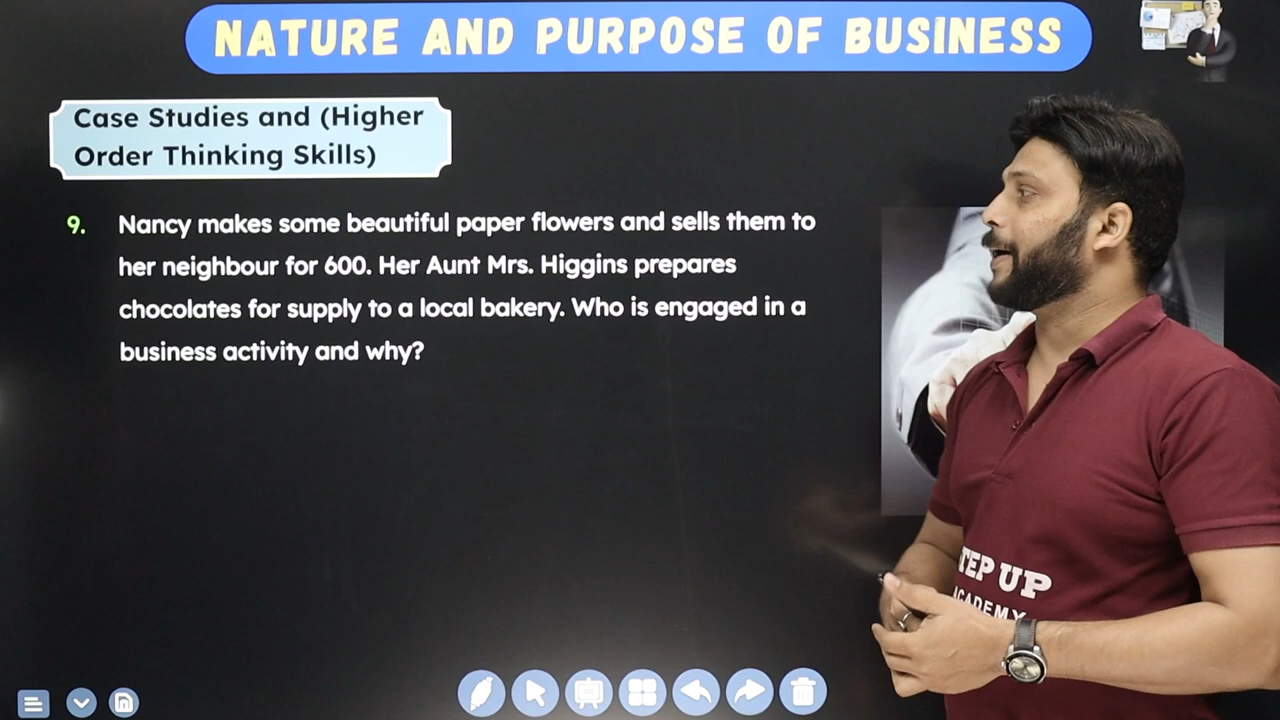 NATURE AND PURPOSE OF BUSINESS
Case Studies and (Higher
Order Thinking Skills)
9. Nancy makes some beautiful paper flowers and sells them to
her neighbour for 600. Her Aunt Mrs. Higgins prepares
chocolates for supply to a local bakery. Who is engaged in a
business activity and why?
TEP UP
ACADEMY